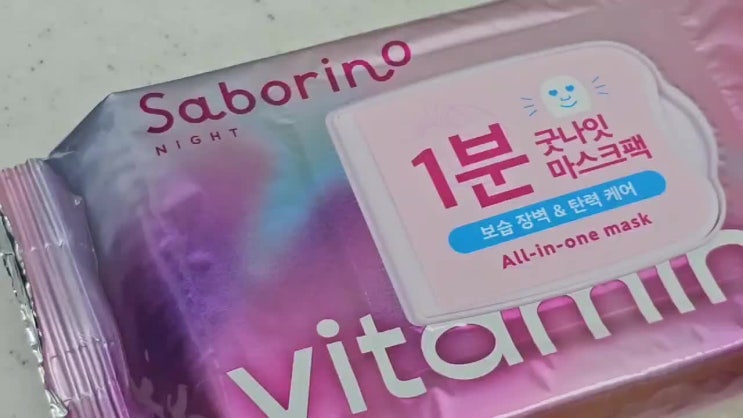 Saborino
NIGHT
1분
굿나잇
마스크팩
보습 장벽 & 탄력 케어
All-in-one mask
vitamin